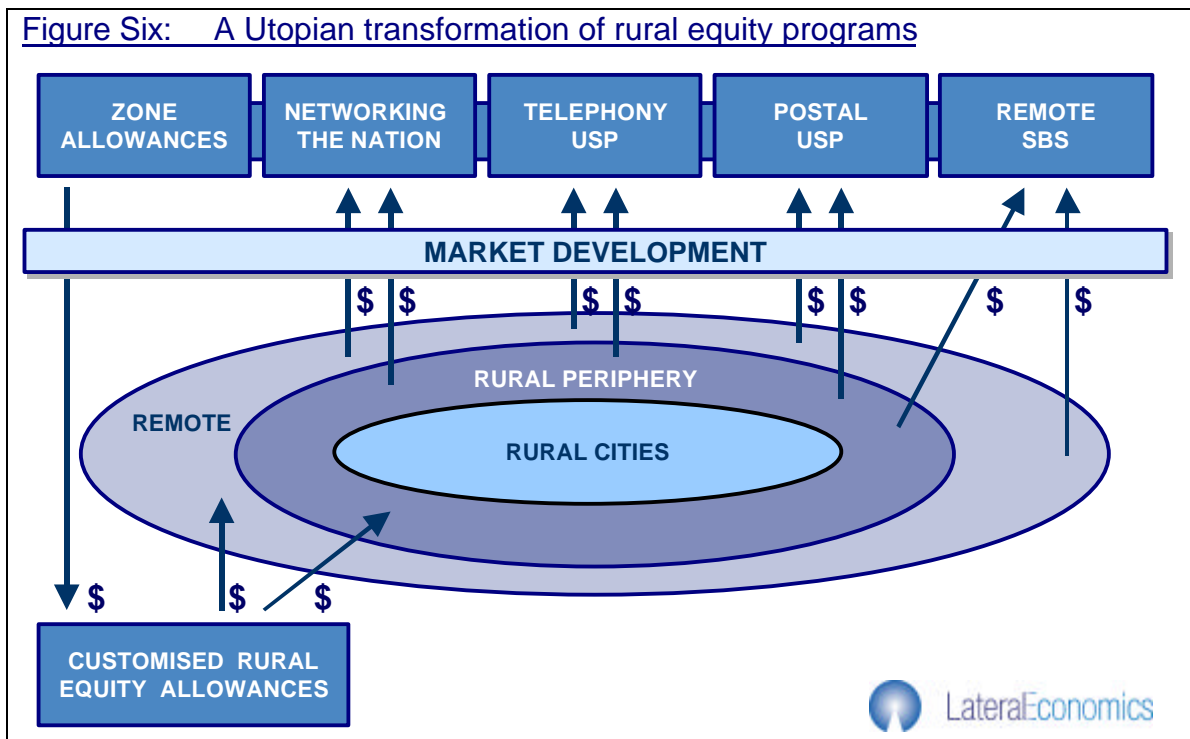 Figure Six: A Utopian transformation of rural equity programs
ZONE
ALLOWANCES
NETWORKING
THE NATION
TELEPHONY
USP
POSTAL
USP
REMOTE
SBS
MARKET DEVELOPMENT
$ $ $ $ $ $ $ $
RURAL PERIPHERY
REMOTE
RURAL CITIES
$ $ $
CUSTOMISED RURAL
EQUITY ALLOWANCES
LateralEconomics